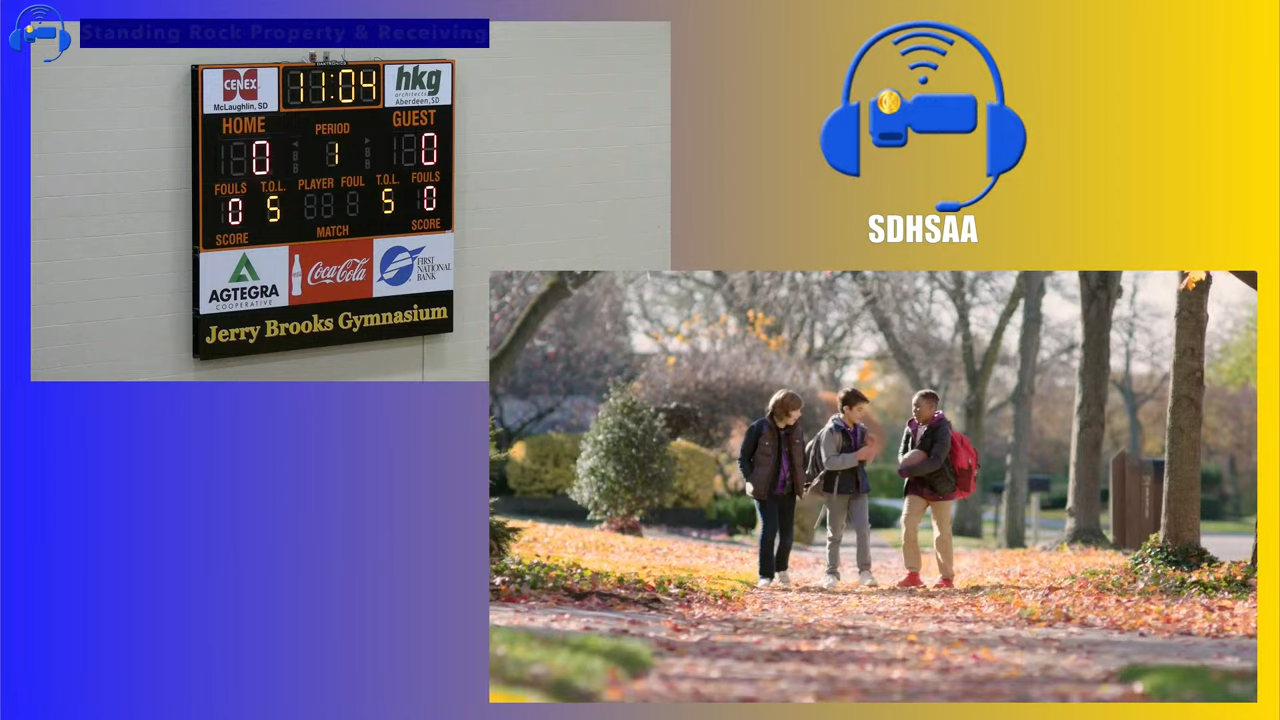 Standing Rock Property & Receiving
DAKTRONICS
CENEX
McLaughlin, SD
11:04
hkg
architects
Aberdeen, SD
HOME
PERIOD
GUEST
0
1
0
FOULS
T.O.L.
PLAYER
FOUL
T.O.L.
FOULS
0
5
5
0
SCORE
MATCH
SCORE
AGTEGRA
COOPERATIVE
Coca-Cola
FIRST
NATIONAL
BANK
Jerry Brooks Gymnasium
SDHSAA